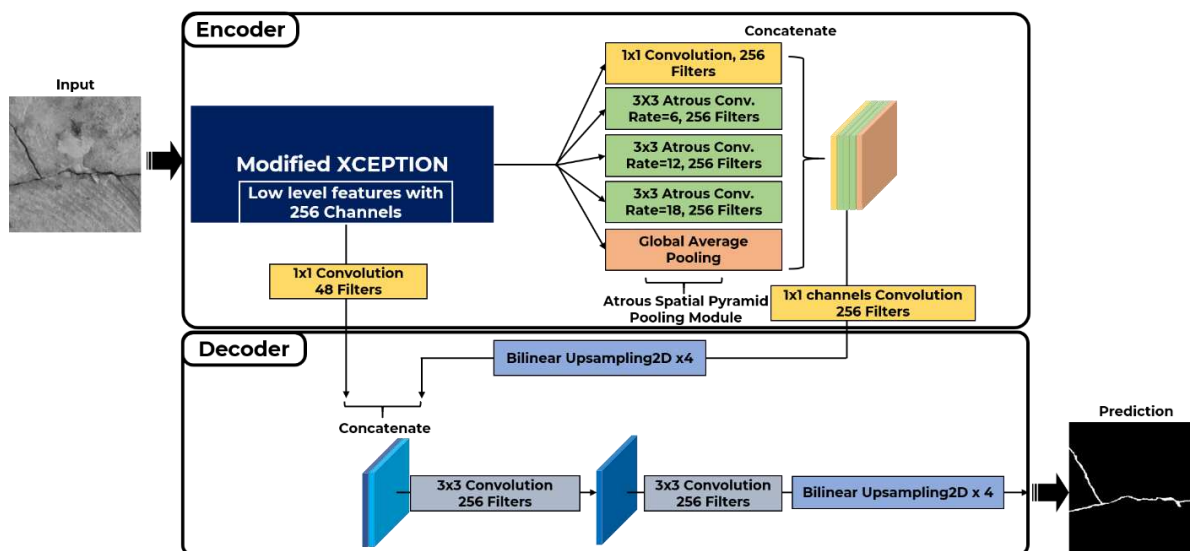 Encoder
Input
Modified XCEPTION
Low level features with
256 Channels
1x1 Convolution
48 Filters
Concatenate
1x1 Convolution, 256
Filters
3X3 Atrous Conv.
Rate=6, 256 Filters
3x3 Atrous Conv.
Rate=12, 256 Filters
3x3 Atrous Conv.
Rate=18, 256 Filters
Global Average
Pooling
Atrous Spatial Pyramid
Pooling Module
1x1 channels Convolution
256 Filters
Decoder
Bilinear Upsampling2D x4
Concatenate
3x3 Convolution
256 Filters
3x3 Convolution
256 Filters
Bilinear Upsampling2D x 4
Prediction